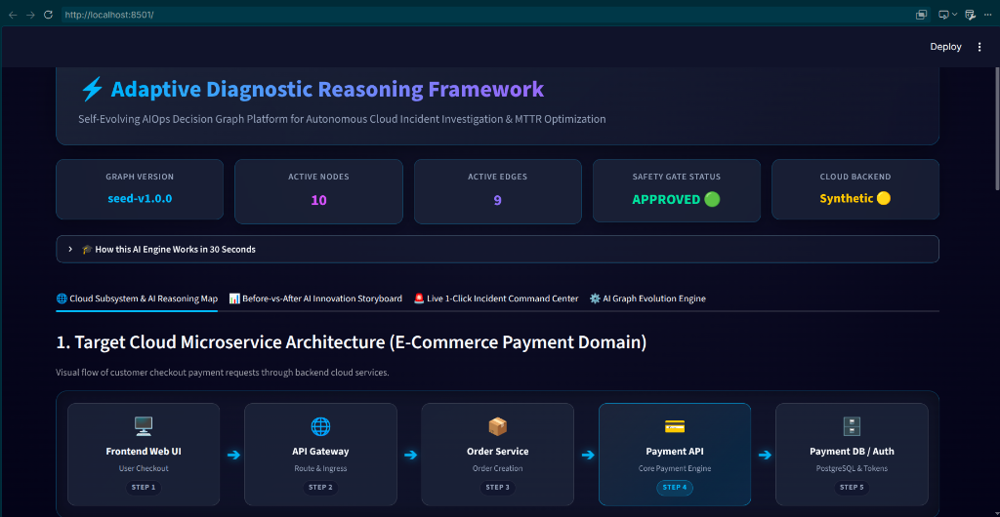 http://localhost:8501/
Deploy
⚡ Adaptive Diagnostic Reasoning Framework
Self-Evolving AIOps Decision Graph Platform for Autonomous Cloud Incident Investigation & MTTR Optimization
GRAPH VERSION
seed-v1.0.0
ACTIVE NODES
10
ACTIVE EDGES
9
SAFETY GATE STATUS
APPROVED 🟢
CLOUD BACKEND
Synthetic 🟡
🎓 How this AI Engine Works in 30 Seconds
🌐 Cloud Subsystem & AI Reasoning Map
📊 Before-vs-After AI Innovation Storyboard
🚨 Live 1-Click Incident Command Center
⚙️ AI Graph Evolution Engine
1. Target Cloud Microservice Architecture (E-Commerce Payment Domain)
Visual flow of customer checkout payment requests through backend cloud services.
Frontend Web UI
User Checkout
STEP 1
API Gateway
Route & Ingress
STEP 2
Order Service
Order Creation
STEP 3
Payment API
Core Payment Engine
STEP 4
Payment DB / Auth
PostgreSQL & Tokens
STEP 5